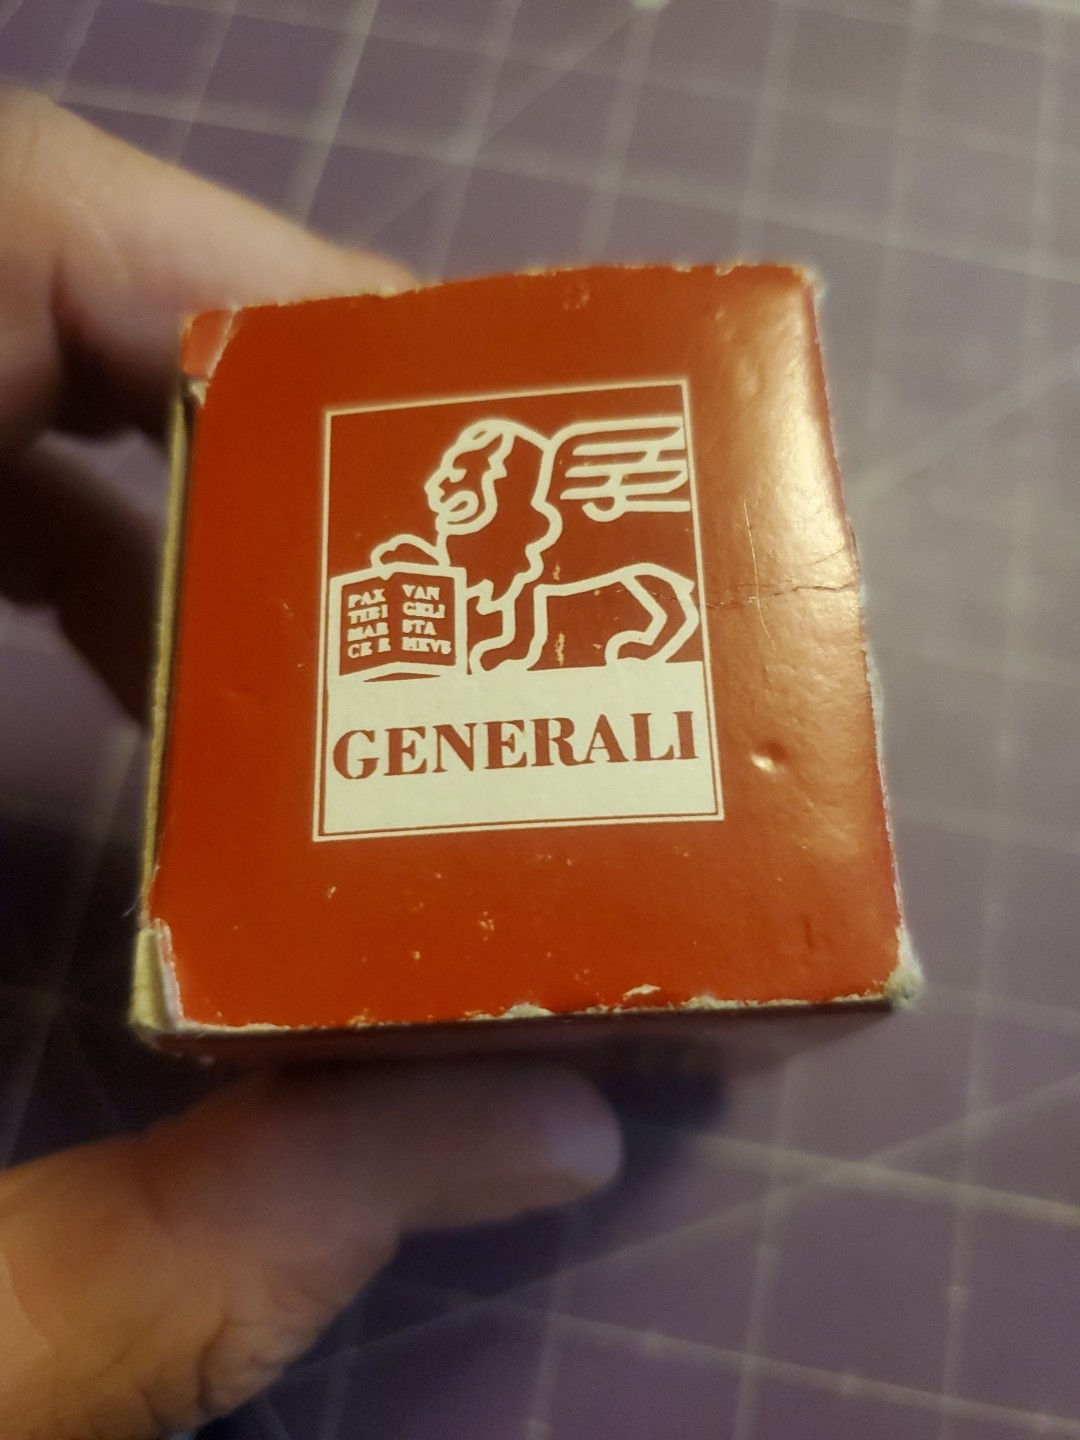 PAX VAN
TIBI GELI
MAR STA
CE E MEVS
GENERALI